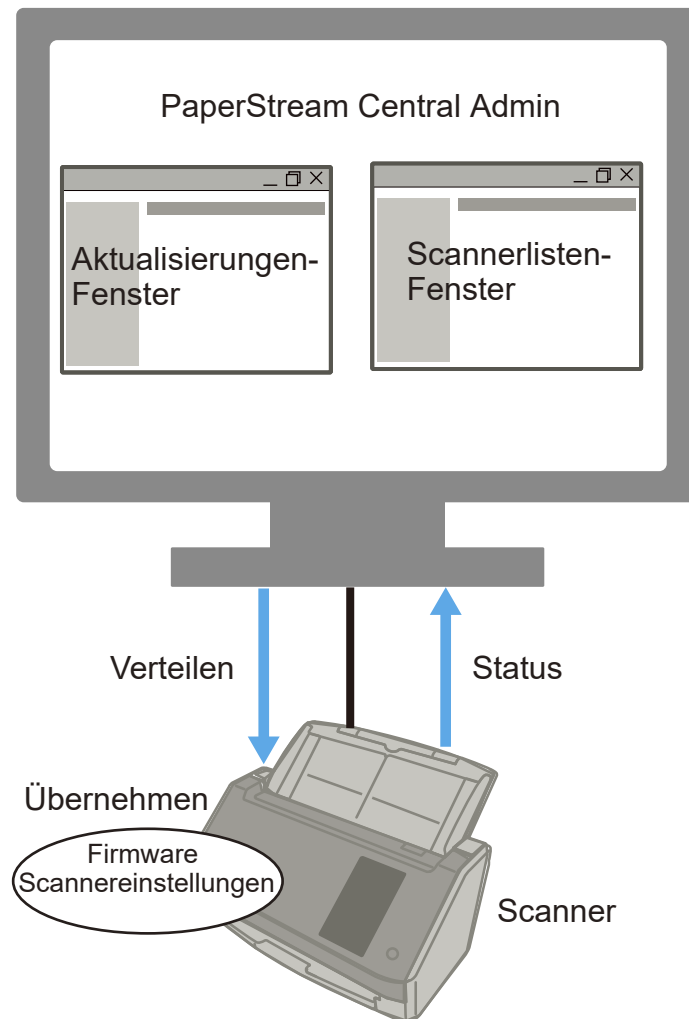 PaperStream Central Admin
Aktualisierungen-
Fenster
Scannerlisten-
Fenster
Verteilen
Status
Übernehmen
Firmware
Scannereinstellungen
Scanner